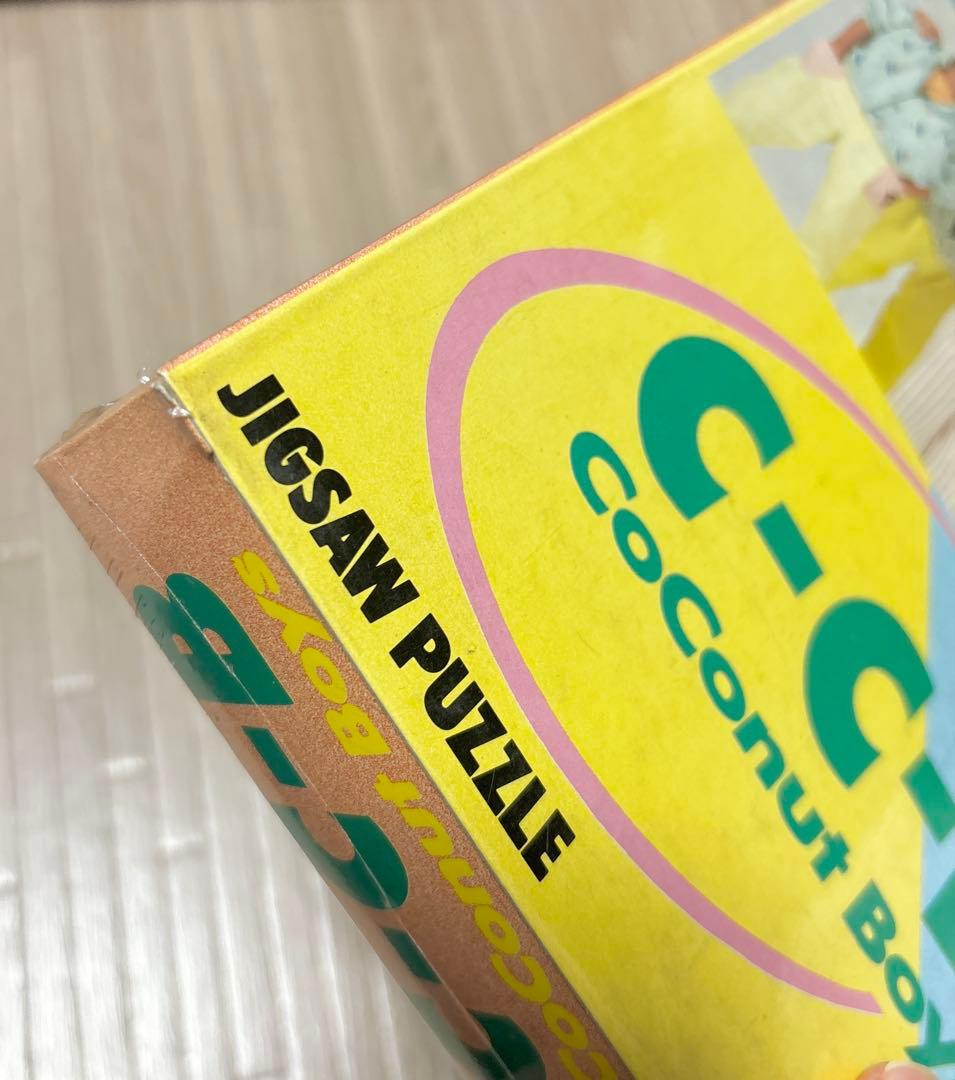 C-C-
CoConut Boy
JIGSAW PUZZLE
CoConut Boys
C-C-B